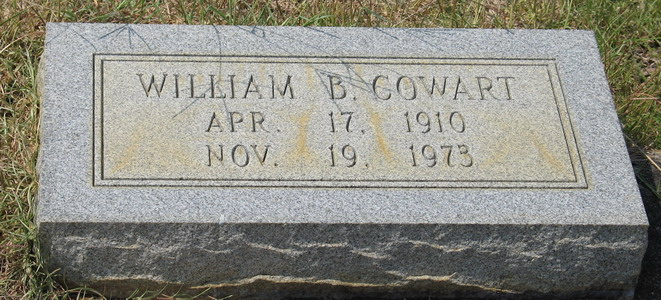 WILLIAM B. COWART
APR. 17, 1910
NOV. 19, 1973